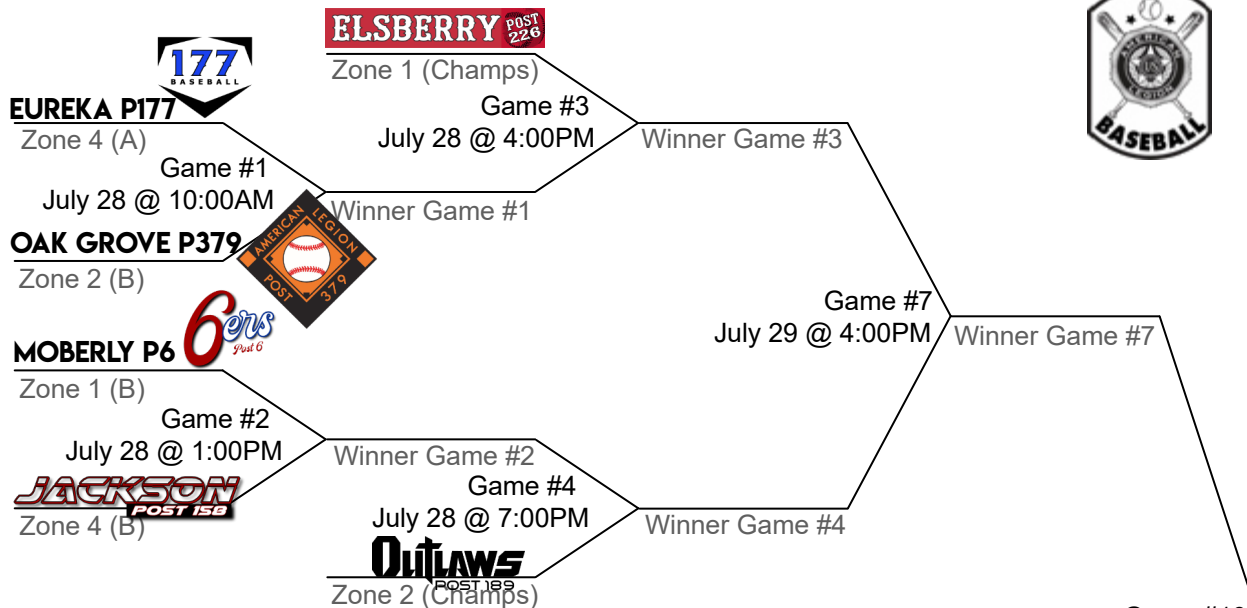 ELSBERRY POST 226
Zone 1 (Champs)
177
BASEBALL
EUREKA P177
Zone 4 (A)
Game #1
July 28 @ 10:00AM
OAK GROVE P379
Zone 2 (B)
AMERICAN LEGION
POST 379
Game #3
July 28 @ 4:00PM
Winner Game #1
Winner Game #3
AMERICAN
LEGION
BASEBALL
MOBERLY P6
6ers
Post 6
Zone 1 (B)
Game #2
July 28 @ 1:00PM
JACKSON
POST 158
Zone 4 (B)
Winner Game #2
Game #4
July 28 @ 7:00PM
OUTLAWS
POST 189
Zone 2 (Champs)
Winner Game #4
Game #7
July 29 @ 4:00PM
Winner Game #7